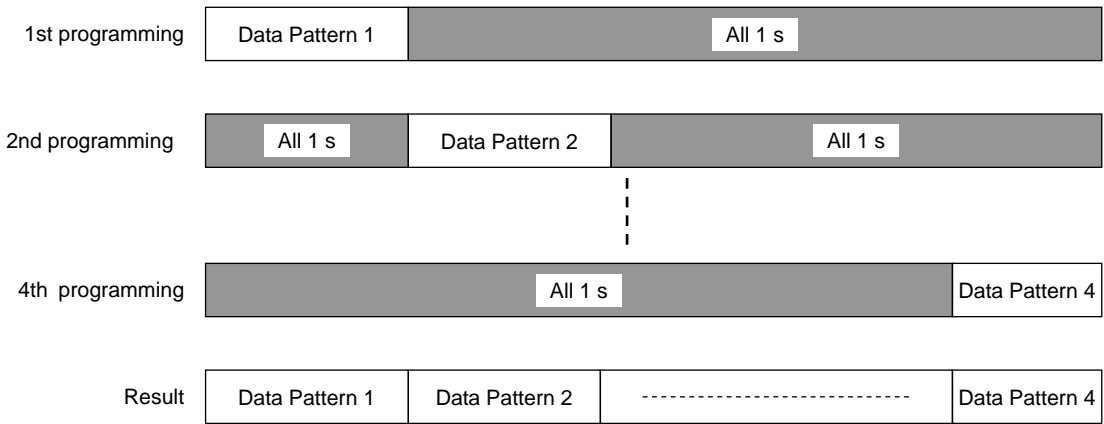 1st programming Data Pattern 1 All 1 s
2nd programming All 1 s Data Pattern 2 All 1 s
4th programming All 1 s Data Pattern 4
Result Data Pattern 1 Data Pattern 2 Data Pattern 4